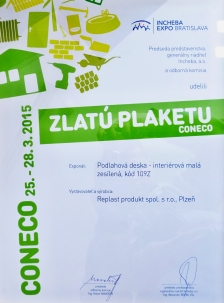 INCHEBA
EXPO BRATISLAVA
Predseda predstavenstva,
generálny riaditeľ
Incheba, a.s.
a odborná komisia
udelili
ZLATÚ PLAKETU
CONECO
CONECO 25. - 28. 3. 2015
Exponát: Podlahová deska - interiérová malá
zesílená, kód 109Z
Vystavovateľ a výrobca:
Replast produkt spol. s r.o., Plzeň